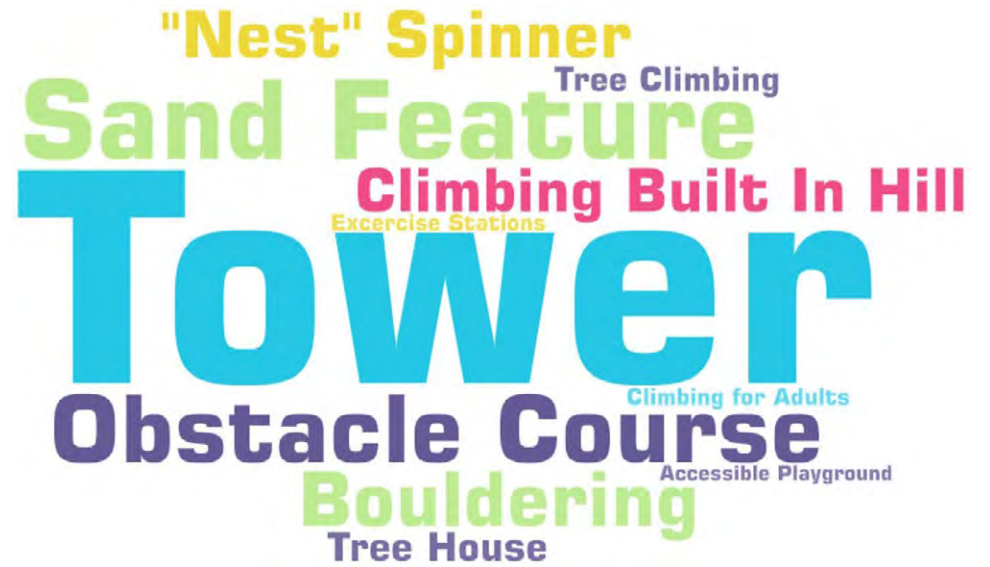 "Nest" Spinner
Tree Climbing
Sand Feature
Climbing Built In Hill
Excercise Stations
Tower
Climbing for Adults
Obstacle Course
Accessible Playground
Bouldering
Tree House